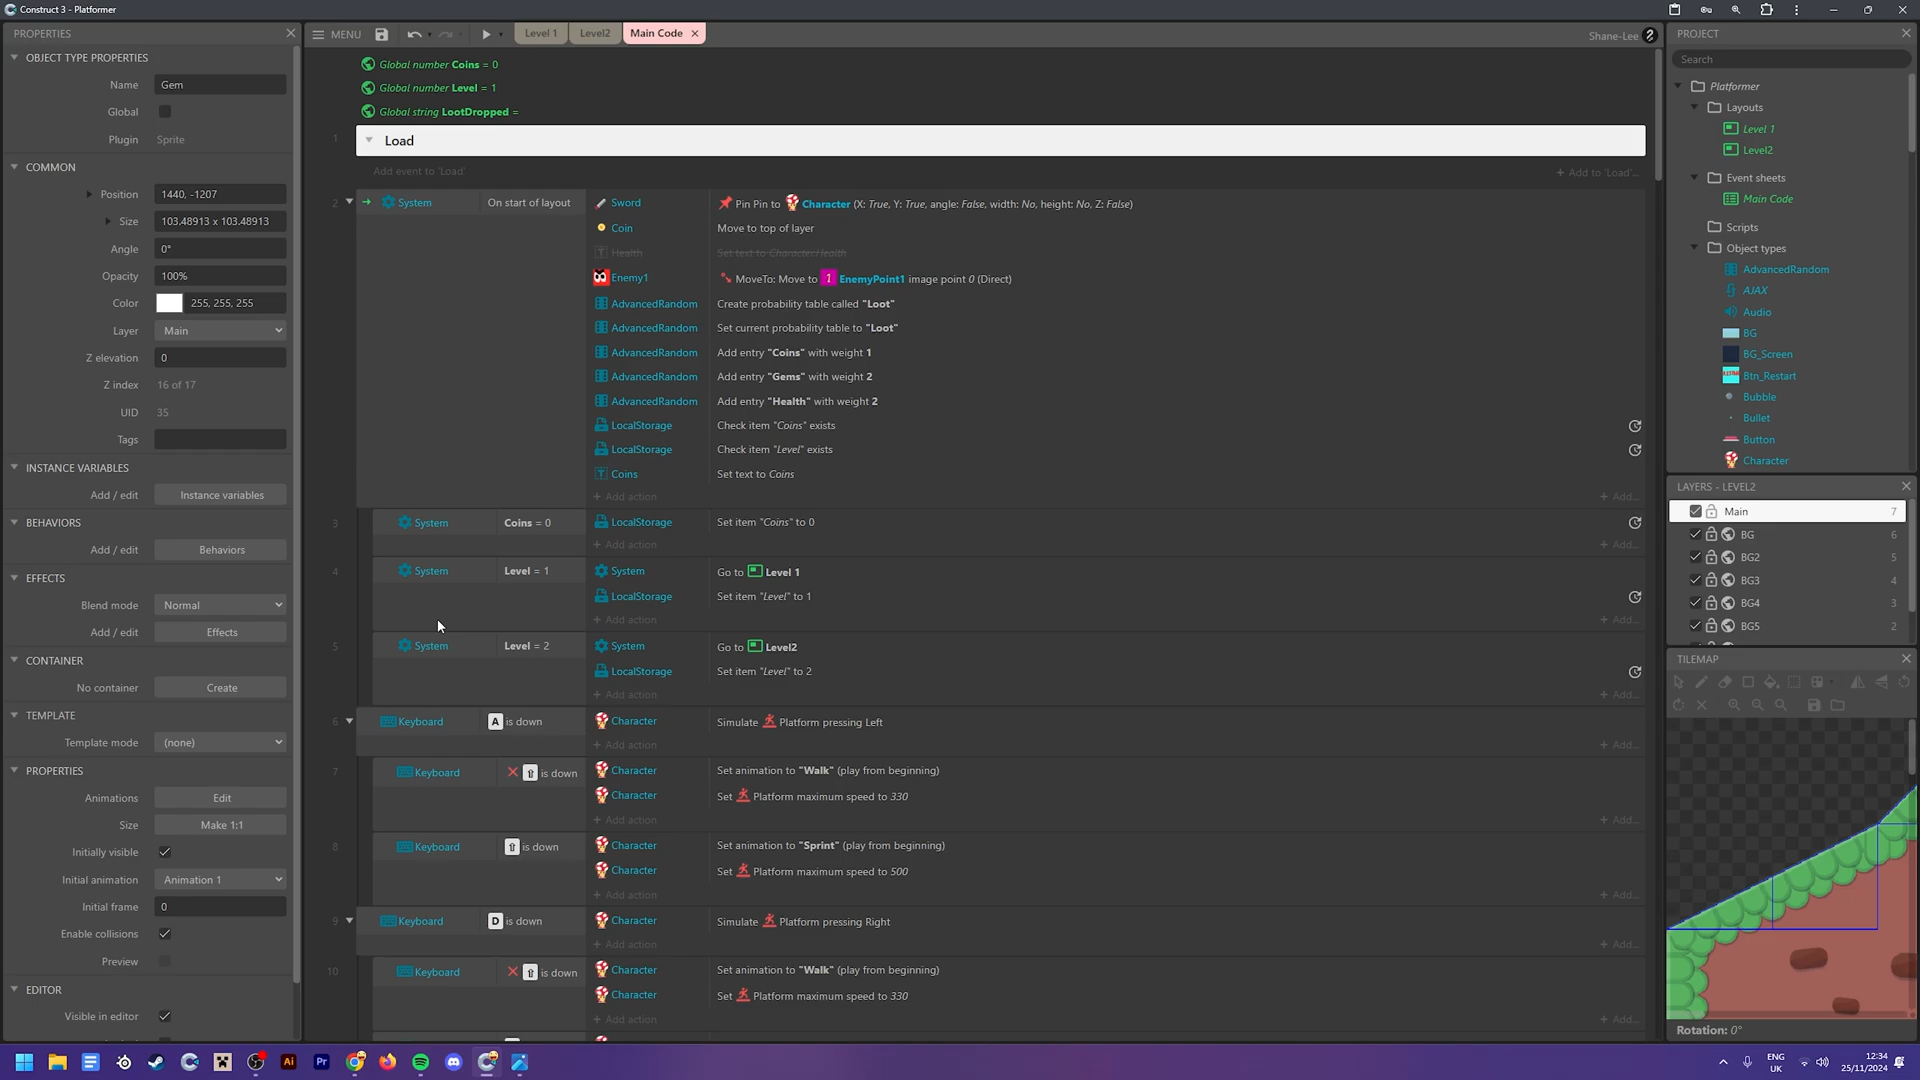 Construct 3 - Platformer
PROPERTIES
OBJECT TYPE PROPERTIES
Name Gem
Global
Plugin Sprite
COMMON
Position 1440, -1207
Size 103.48913 x 103.48913
Angle 0°
Opacity 100%
Color 255, 255, 255
Layer Main
Z elevation 0
Z index 16 of 17
UID 35
Tags
INSTANCE VARIABLES
Add / edit Instance variables
BEHAVIORS
Add / edit Behaviors
EFFECTS
Blend mode Normal
Add / edit Effects
CONTAINER
No container Create
TEMPLATE
Template mode (none)
PROPERTIES
Animations Edit
Size Make 1:1
Initially visible
Initial animation Animation 1
Initial frame 0
Enable collisions
Preview
EDITOR
Visible in editor
MENU
Level 1 Level2 Main Code
Shane-Lee
Global number Coins = 0
Global number Level = 1
Global string LootDropped =
1 Load
Add event to 'Load' + Add to 'Load'...
2 System On start of layout Sword Pin Pin to Character (X: True, Y: True, angle: False, width: No, height: No, Z: False)
Coin Move to top of layer
Health Set text to Character.Health
Enemy1 MoveTo: Move to 1 EnemyPoint1 image point 0 (Direct)
AdvancedRandom Create probability table called "Loot"
AdvancedRandom Set current probability table to "Loot"
AdvancedRandom Add entry "Coins" with weight 1
AdvancedRandom Add entry "Gems" with weight 2
AdvancedRandom Add entry "Health" with weight 2
LocalStorage Check item "Coins" exists
LocalStorage Check item "Level" exists
Coins Set text to Coins
+ Add action + Add...
3 System Coins = 0 LocalStorage Set item "Coins" to 0
+ Add action + Add...
4 System Level = 1 System Go to Level 1
LocalStorage Set item "Level" to 1
+ Add action + Add...
5 System Level = 2 System Go to Level2
LocalStorage Set item "Level" to 2
+ Add action + Add...
6 Keyboard A is down Character Simulate Platform pressing Left
+ Add action + Add...
7 Keyboard is down Character Set animation to "Walk" (play from beginning)
Character Set Platform maximum speed to 330
+ Add action + Add...
8 Keyboard is down Character Set animation to "Sprint" (play from beginning)
Character Set Platform maximum speed to 500
+ Add action + Add...
9 Keyboard D is down Character Simulate Platform pressing Right
+ Add action + Add...
10 Keyboard is down Character Set animation to "Walk" (play from beginning)
Character Set Platform maximum speed to 330
+ Add action + Add...
PROJECT
Search
Platformer
Layouts
Level 1
Level2
Event sheets
Main Code
Scripts
Object types
AdvancedRandom
AJAX
Audio
BG
BG_Screen
Btn_Restart
Bubble
Bullet
Button
Character
LAYERS - LEVEL2
Main 7
BG 6
BG2 5
BG3 4
BG4 3
BG5 2
TILEMAP
Rotation: 0°
Ai Pr
ENG
UK
12:34
25/11/2024